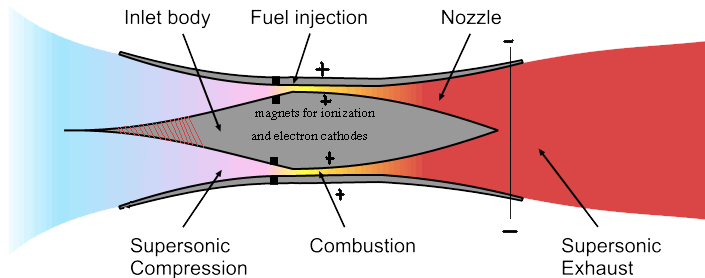 Inlet body
Fuel injection
Nozzle
-
+
+
magnets for ionization
and electron cathodes
+
+
-
Supersonic
Compression
Combustion
Supersonic
Exhaust